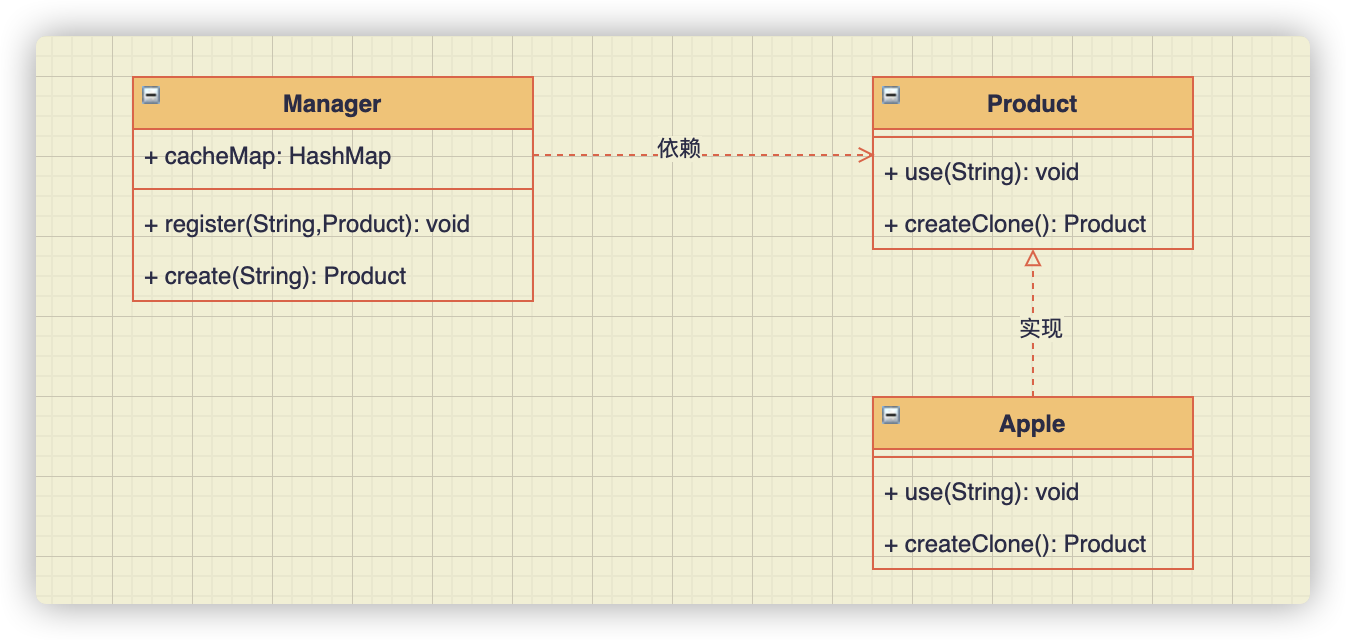 Manager
+ cacheMap: HashMap
+ register(String,Product): void
+ create(String): Product
依赖
Product
+ use(String): void
+ createClone(): Product
实现
Apple
+ use(String): void
+ createClone(): Product